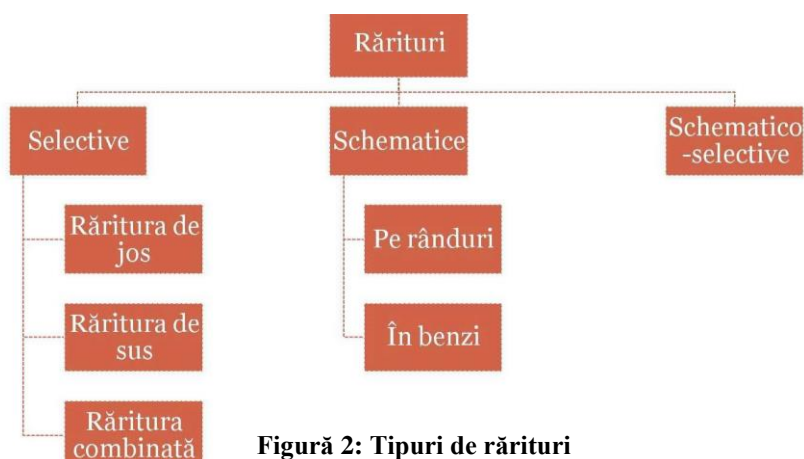 Rărituri
Selective
Schematice
Schematico
-selective
Răritura de
jos
Pe rânduri
Răritura de
sus
În benzi
Răritura
combinată
Figură 2: Tipuri de rărituri